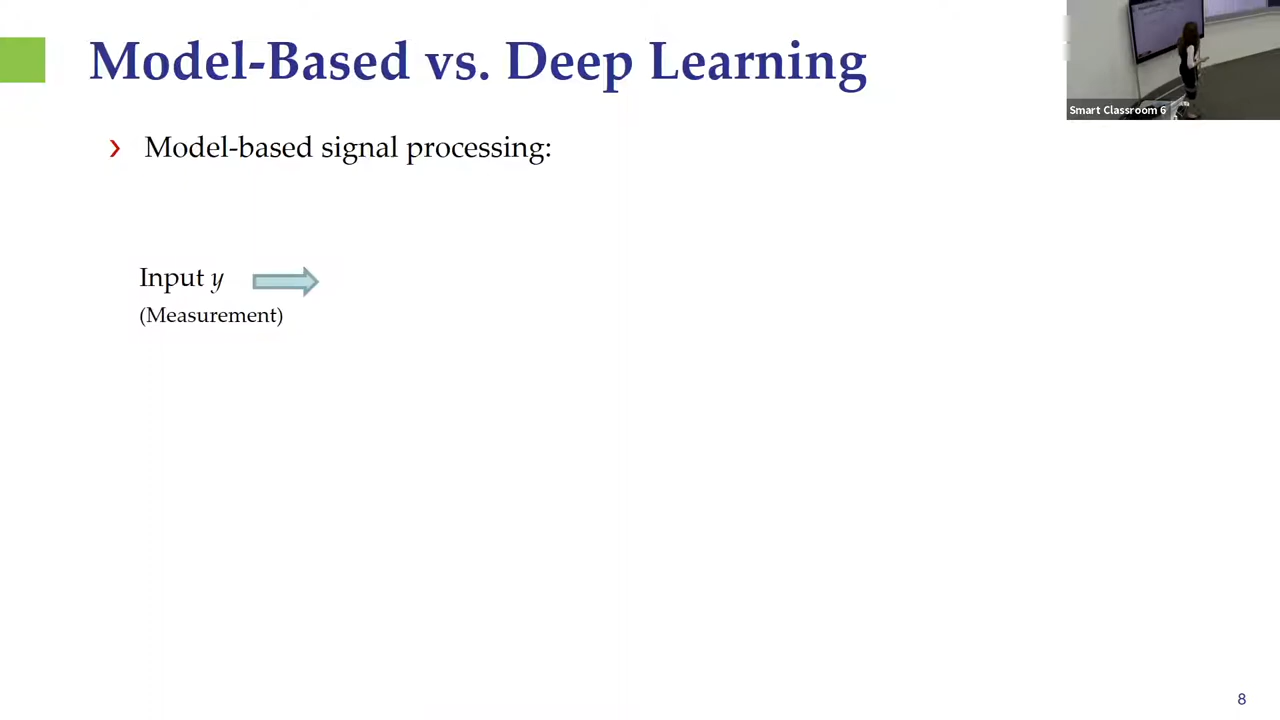 Model-Based vs. Deep Learning
Smart Classroom 6
› Model-based signal processing:
Input y
(Measurement)
8